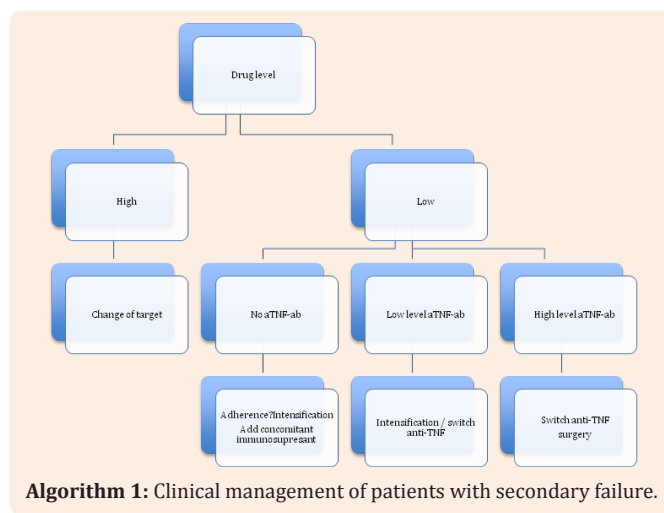 Drug level
High
Low
Change of target
No aTNF-ab
Low level aTNF-ab
High level aTNF-ab
Adherence?Intensification
Add concomitant
immunosupresant
Intensification / switch
anti-TNF
Switch anti-TNF
surgery
Algorithm 1: Clinical management of patients with secondary failure.